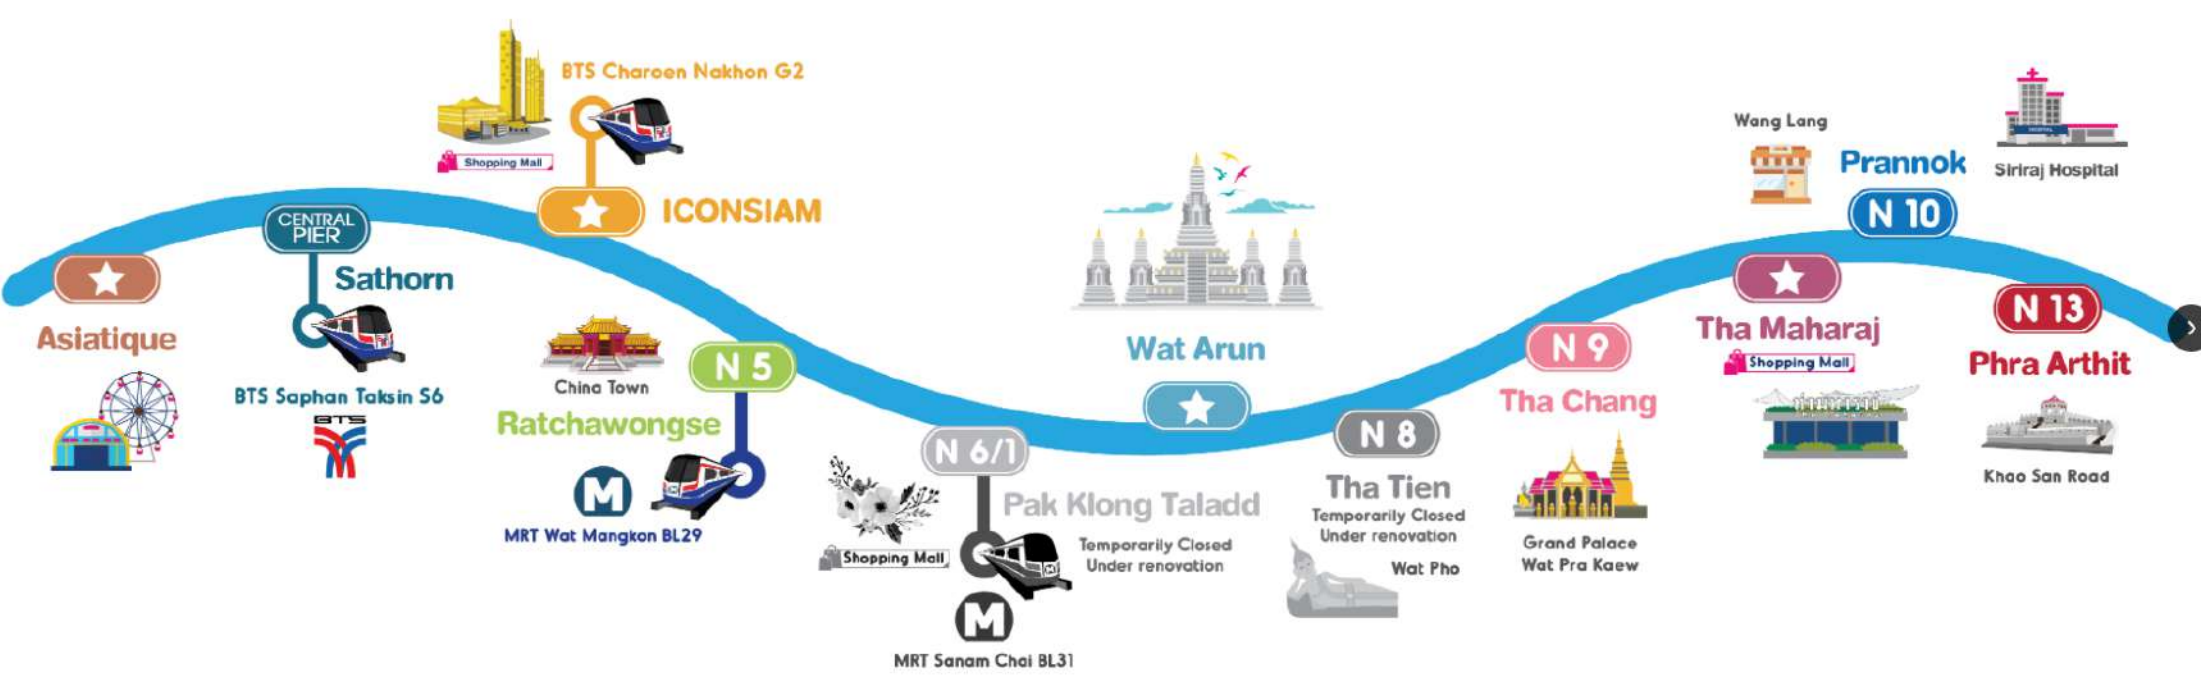 BTS Charoen Nakhon G2
Shopping Mall
ICONSIAM
CENTRAL
PIER
Sathorn
BTS Saphan Taksin S6
BTS
Asiatique
China Town
N 5
Ratchawongse
M
MRT Wat Mangkon BL29
N 6/1
Pak Klong Taladd
Temporarily Closed
Under renovation
Shopping Mall
M
MRT Sanam Chai BL31
Wat Arun
N 8
Tha Tien
Temporarily Closed
Under renovation
Wat Pho
N 9
Tha Chang
Grand Palace
Wat Pra Kaew
Tha Maharaj
Shopping Mall
Wang Lang
Prannok
N 10
Siriraj Hospital
HOSPITAL
N 13
Phra Arthit
Khao San Road